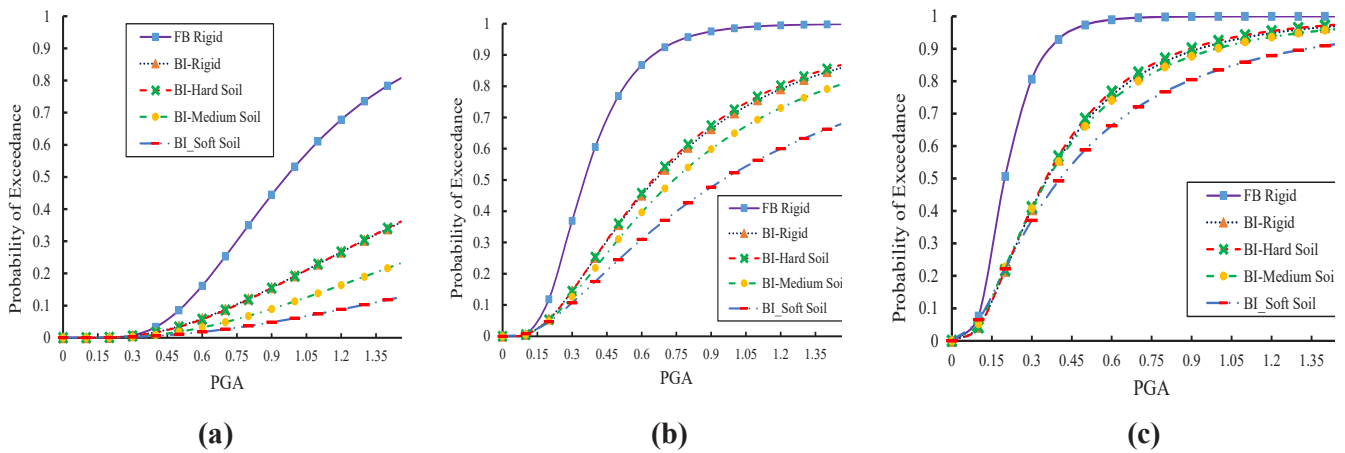 Probability of Exceedance
1
0.9
0.8
0.7
0.6
0.5
0.4
0.3
0.2
0.1
0
FB Rigid
BI-Rigid
BI-Hard Soil
BI-Medium Soil
BI_Soft Soil
0 0.15 0.3 0.45 0.6 0.75 0.9 1.05 1.2 1.35
PGA
(a)
Probability of Exceedance
1
0.9
0.8
0.7
0.6
0.5
0.4
0.3
0.2
0.1
0
FB Rigid
BI-Rigid
BI-Hard Soil
BI-Medium Soil
BI_Soft Soil
0 0.15 0.3 0.45 0.6 0.75 0.9 1.05 1.2 1.35
PGA
(b)
Probability of Exceedance
1
0.9
0.8
0.7
0.6
0.5
0.4
0.3
0.2
0.1
0
FB Rigid
BI-Rigid
BI-Hard Soil
BI-Medium Soil
BI_Soft Soil
0 0.15 0.3 0.45 0.6 0.75 0.9 1.05 1.2 1.35
PGA
(c)